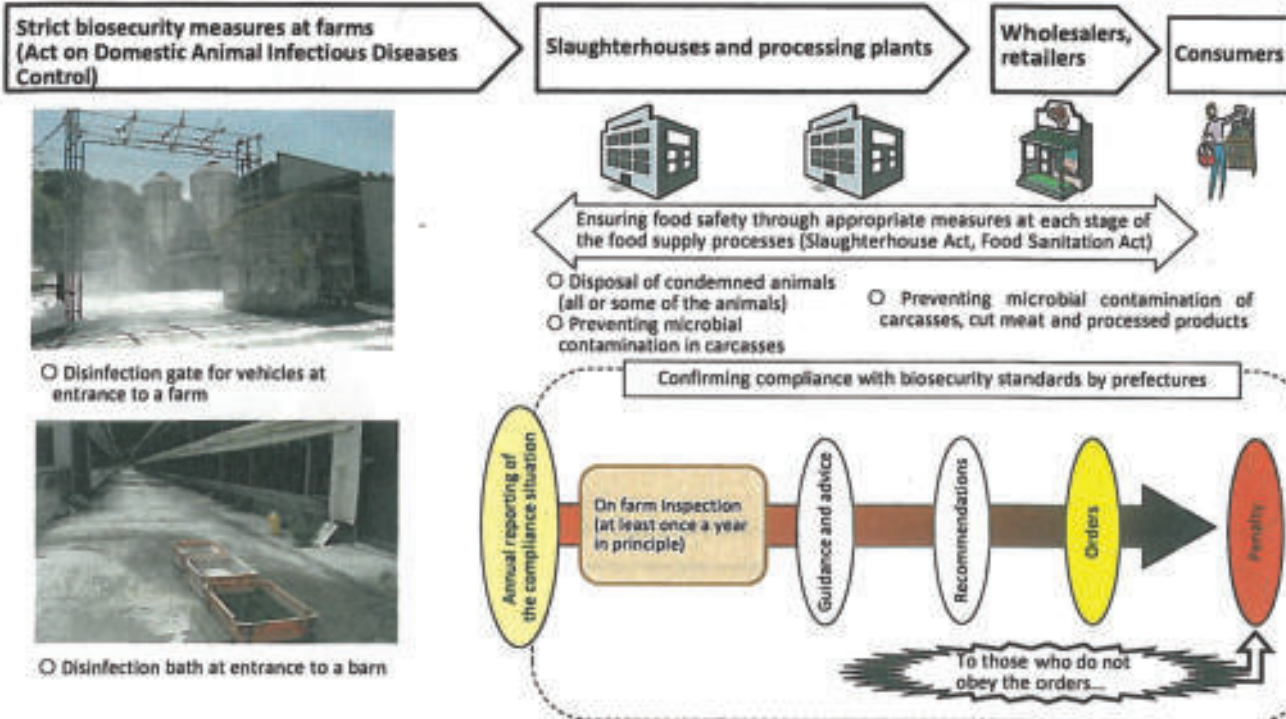 Strict biosecurity measures at farms
(Act on Domestic Animal Infectious Diseases
Control)
Slaughterhouses and processing plants
Wholesalers,
retailers
Consumers
Ensuring food safety through appropriate measures at each stage of
the food supply processes (Slaughterhouse Act, Food Sanitation Act)
○ Disposal of condemned animals
(all or some of the animals)
○ Preventing microbial
contamination in carcasses
○ Preventing microbial contamination of
carcasses, cut meat and processed products
○ Disinfection gate for vehicles at
entrance to a farm
○ Disinfection bath at entrance to a barn
Confirming compliance with biosecurity standards by prefectures
Annual reporting of
the compliance situation
On farm Inspection
(at least once a year
in principle)
Guidance and advice
Recommendations
Orders
Penalty
To those who do not
obey the orders...